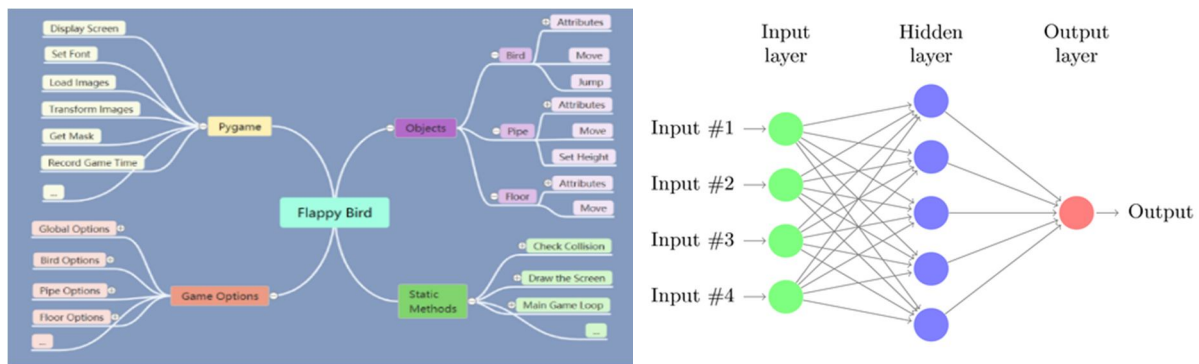 Display Screen
Set Font
Load Images
Transform Images
Get Mask
Record Game Time
...
Pygame
Global Options
Bird Options
Pipe Options
Floor Options
...
Game Options
Flappy Bird
Objects
Bird
Attributes
Move
Jump
Pipe
Attributes
Move
Set Height
Floor
Attributes
Move
Static
Methods
Check Collision
Draw the Screen
Main Game Loop
...
Input
layer
Hidden
layer
Output
layer
Input #1
Input #2
Input #3
Input #4
Output